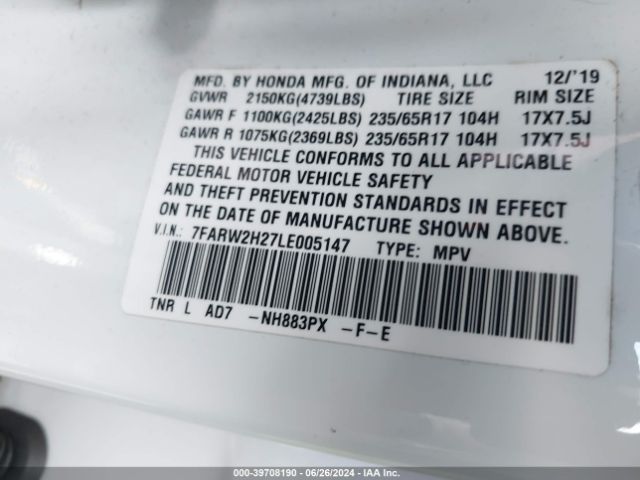 MFD. BY HONDA MFG. OF INDIANA, LLC 12/'19
GVWR 2150KG(4739LBS) TIRE SIZE RIM SIZE
GAWR F 1100KG(2425LBS) 235/65R17 104H 17X7.5J
GAWR R 1075KG(2369LBS) 235/65R17 104H 17X7.5J
THIS VEHICLE CONFORMS TO ALL APPLICABLE
FEDERAL MOTOR VEHICLE SAFETY
AND THEFT PREVENTION STANDARDS IN EFFECT
ON THE DATE OF MANUFACTURE SHOWN ABOVE.
V.I.N.: 7FARW2H27LE005147 TYPE: MPV
TNR L AD7 -NH883PX -F-E
000-39708190 - 06/26/2024 - IAA Inc.